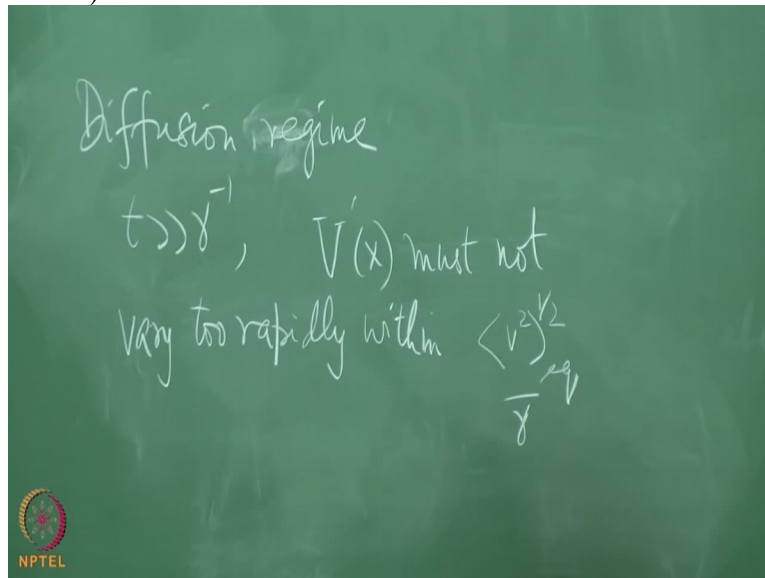 Diffusion regime
t>>γ⁻¹, V'(x) must not
vary too rapidly within <v²>^1/2 eq
γ
NPTEL